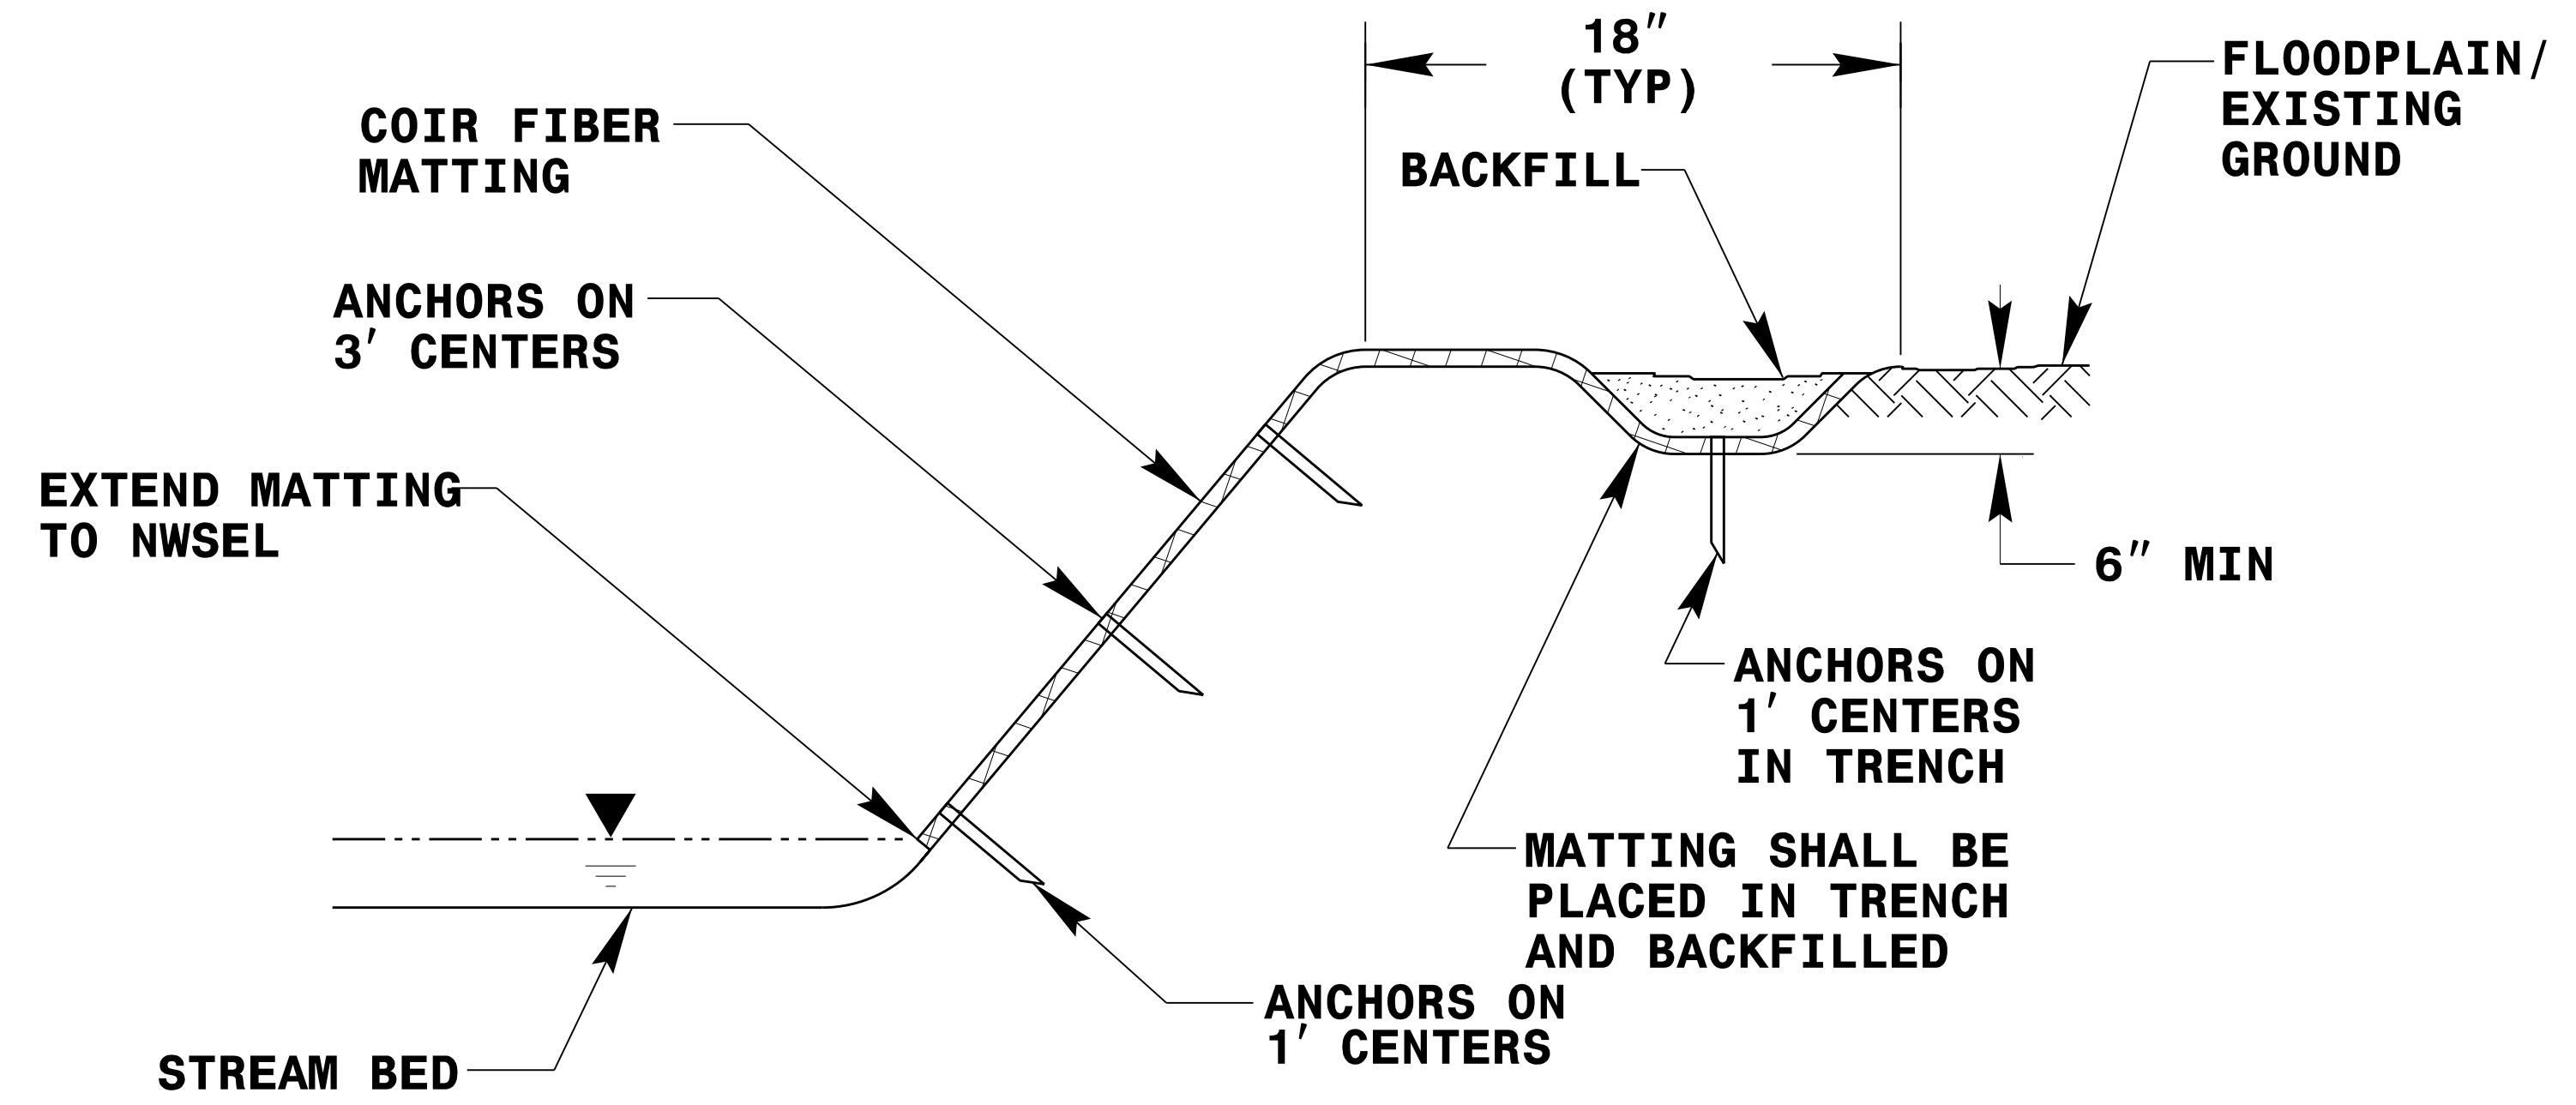 18"
(TYP)
FLOODPLAIN/
EXISTING
GROUND
COIR FIBER
MATTING
BACKFILL
ANCHORS ON
3' CENTERS
EXTEND MATTING
TO NWSEL
6" MIN
ANCHORS ON
1' CENTERS
IN TRENCH
MATTING SHALL BE
PLACED IN TRENCH
AND BACKFILLED
ANCHORS ON
1' CENTERS
STREAM BED